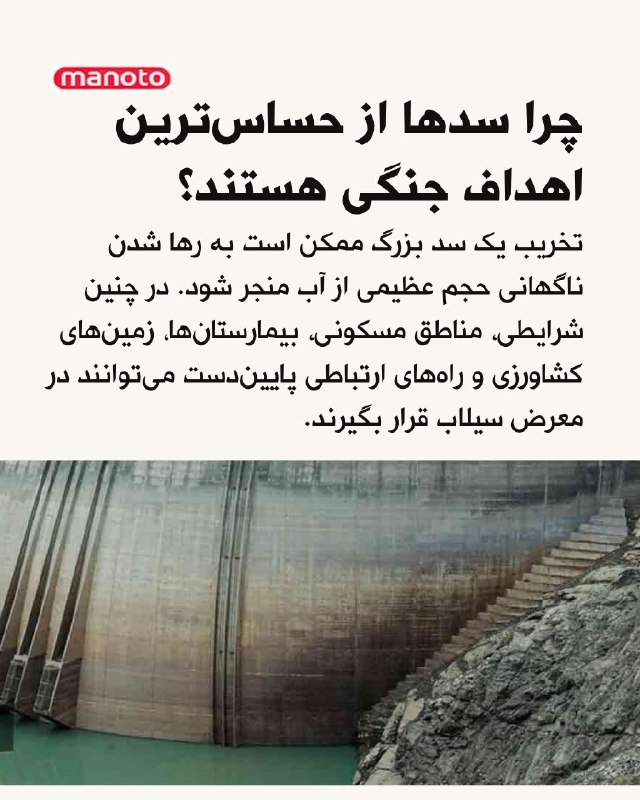 manoto
چرا سدها از حساس‌ترین
اهداف جنگی هستند؟
تخریب یک سد بزرگ ممکن است به رها شدن
ناگهانی حجم عظیمی از آب منجر شود. در چنین
شرایطی، مناطق مسکونی، بیمارستان‌ها، زمین‌های
کشاورزی و راه‌های ارتباطی پایین‌دست می‌توانند در
معرض سیلاب قرار بگیرند.